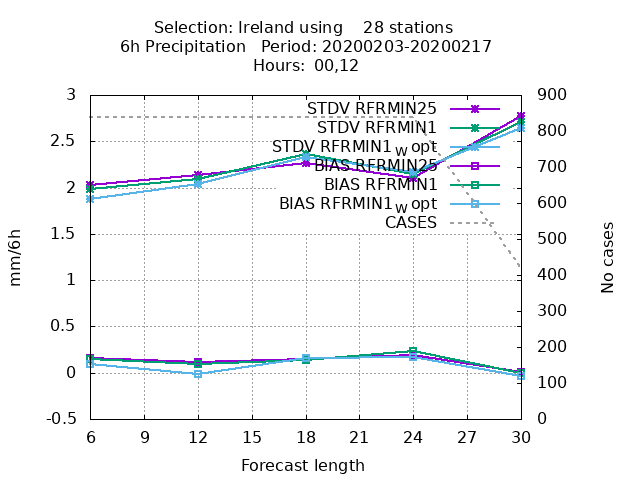 Selection: Ireland using    28 stations
6h Precipitation   Period: 20200203-20200217
Hours:  00,12
STDV RFRMIN25
STDV RFRMIN1
STDV RFRMIN1_W opt
BIAS RFRMIN25
BIAS RFRMIN1
BIAS RFRMIN1_W opt
CASES
mm/6h
3
2.5
2
1.5
1
0.5
0
-0.5
No cases
900
800
700
600
500
400
300
200
100
0
6 9 12 15 18 21 24 27 30
Forecast length